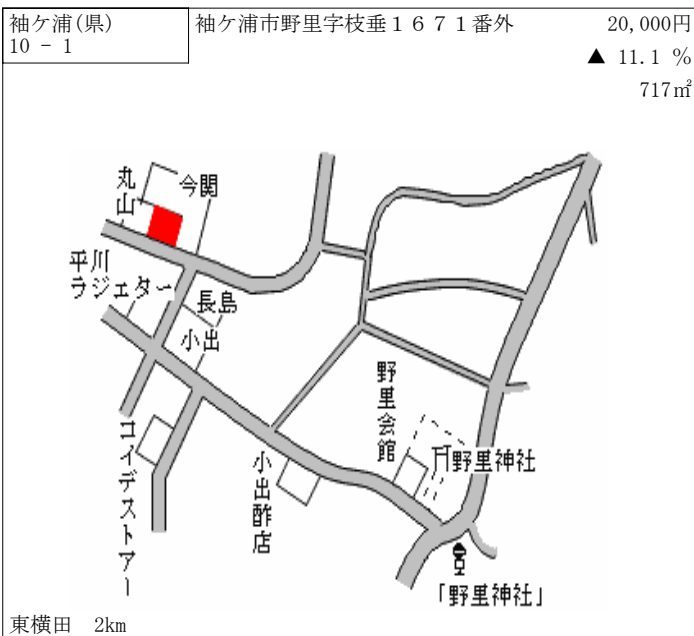 袖ケ浦(県)
10 - 1
袖ケ浦市野里字枝垂１６７１番外
20,000円
▲ 11.1 %
717㎡
丸山
今関
平川
ラジエター
長島
小出
野里会館
野里神社
コイデストアー
小出酢店
「野里神社」
東横田 2km